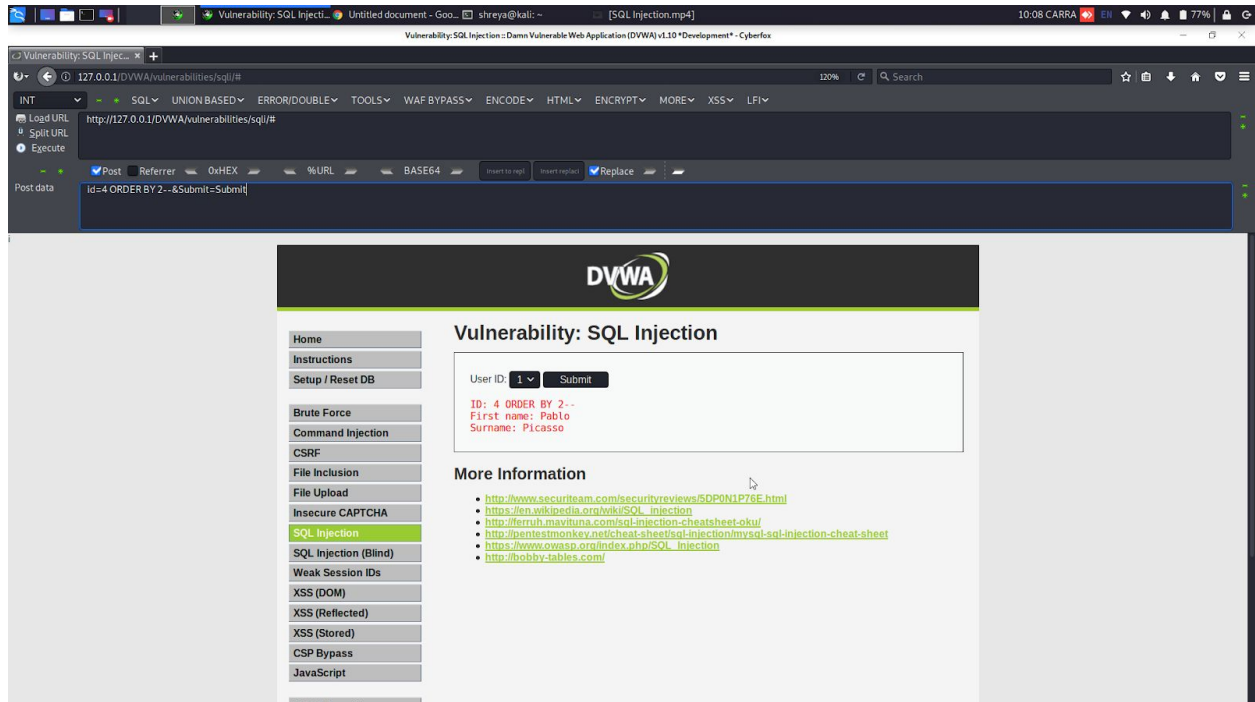 Vulnerability: SQL Injecti... Untitled document - Goo... shreya@kali: ~ [SQL Injection.mp4] 10:08 CARRA EN 77%
Vulnerability: SQL Injection :: Damn Vulnerable Web Application (DVWA) v1.10 *Development* - Cyberfox
Vulnerability: SQL Injec... × +
127.0.0.1/DVWA/vulnerabilities/sqli/# 120% Search
INT SQL UNION BASED ERROR/DOUBLE TOOLS WAF BYPASS ENCODE HTML ENCRYPT MORE XSS LFI
Load URL http://127.0.0.1/DVWA/vulnerabilities/sqli/#
Split URL
Execute
Post Referrer 0xHEX %URL BASE64 Insert to repl Insert replaci Replace
Post data id=4 ORDER BY 2--&Submit=Submit
i
DVWA
Home
Instructions
Setup / Reset DB
Brute Force
Command Injection
CSRF
File Inclusion
File Upload
Insecure CAPTCHA
SQL Injection
SQL Injection (Blind)
Weak Session IDs
XSS (DOM)
XSS (Reflected)
XSS (Stored)
CSP Bypass
JavaScript
Vulnerability: SQL Injection
User ID: 1 Submit
ID: 4 ORDER BY 2--
First name: Pablo
Surname: Picasso
More Information
http://www.securiteam.com/securityreviews/5DP0N1P76E.html
https://en.wikipedia.org/wiki/SQL_injection
http://ferruh.mavituna.com/sql-injection-cheatsheet-oku/
http://pentestmonkey.net/cheat-sheet/sql-injection/mysql-sql-injection-cheat-sheet
https://www.owasp.org/index.php/SQL_Injection
http://bobby-tables.com/